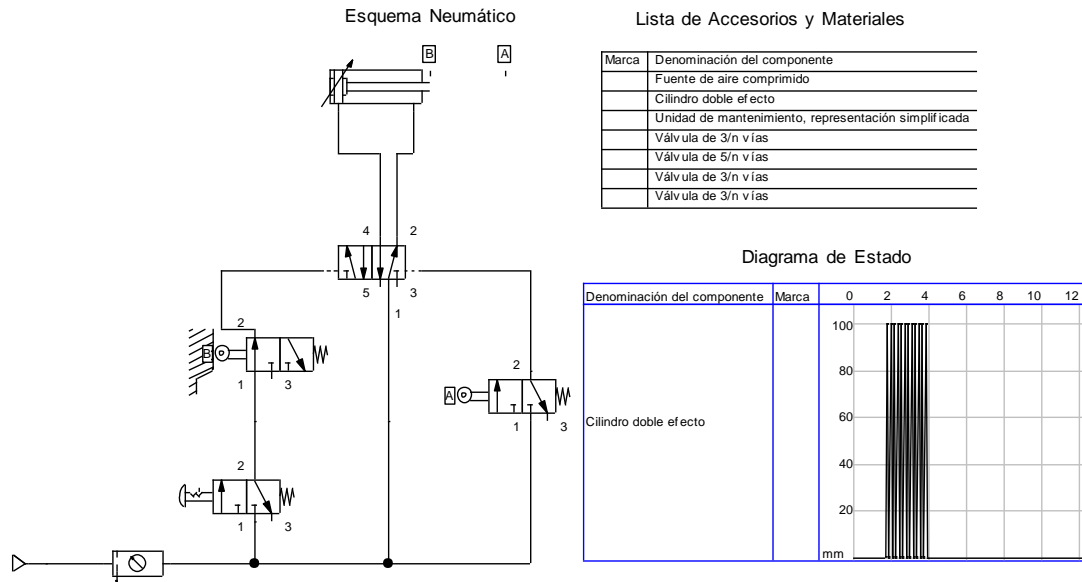 Esquema Neumático
B
A
4
2
5
3
1
2
B
1
3
2
A
1
3
2
1
3
Lista de Accesorios y Materiales
Marca Denominación del componente
Fuente de aire comprimido
Cilindro doble efecto
Unidad de mantenimiento, representación simplificada
Válvula de 3/n vías
Válvula de 5/n vías
Válvula de 3/n vías
Válvula de 3/n vías
Diagrama de Estado
Denominación del componente Marca 0 2 4 6 8 10 12
100
80
60
Cilindro doble efecto
40
20
mm